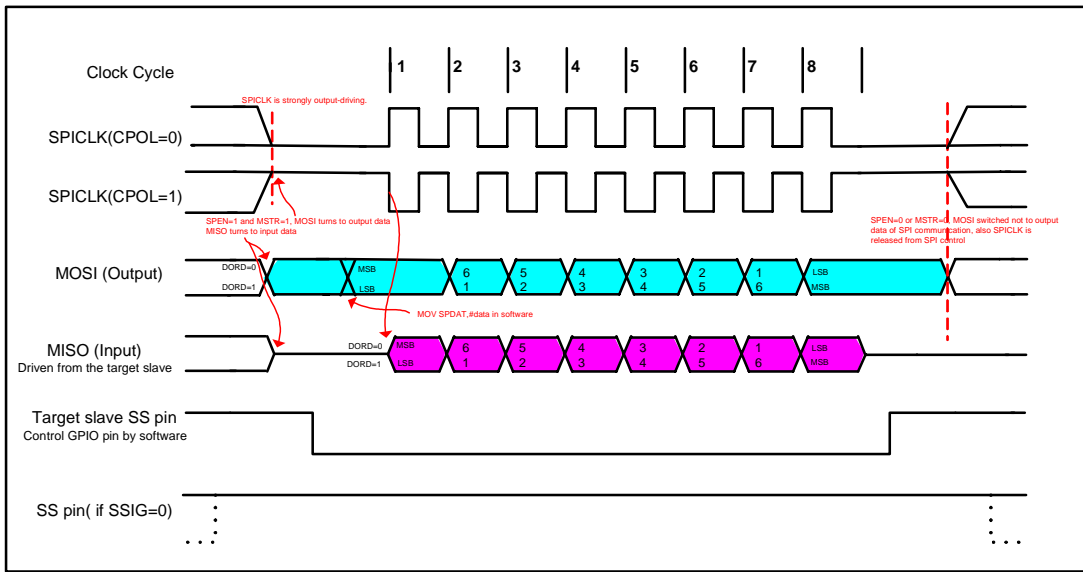 Clock Cycle
1 2 3 4 5 6 7 8
SPICLK is strongly output-driving.
SPICLK(CPOL=0)
SPICLK(CPOL=1)
SPEN=1 and MSTR=1, MOSI turns to output data
MISO turns to input data
SPEN=0 or MSTR=0, MOSI switched not to output
data of SPI communication, also SPICLK is
released from SPI control
MOSI (Output)
DORD=0 MSB 6 5 4 3 2 1 LSB
DORD=1 LSB 1 2 3 4 5 6 MSB
MOV SPDAT,#data in software
MISO (Input)
Driven from the target slave
DORD=0 MSB 6 5 4 3 2 1 LSB
DORD=1 LSB 1 2 3 4 5 6 MSB
Target slave SS pin
Control GPIO pin by software
SS pin( if SSIG=0)